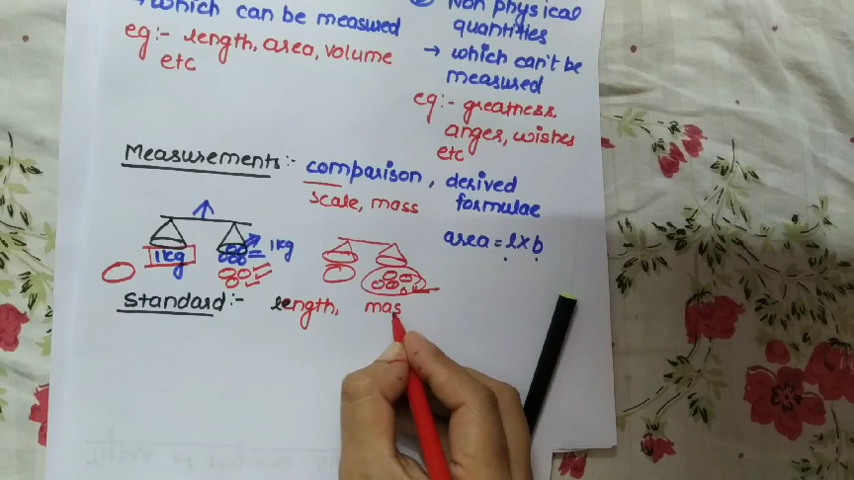 → which can be measured
eg:- length, area, volume
etc
② Non physical
quantities
→ which can't be
measured
eg:- greatness
anger, wishes
etc
Measurements:- comparison, derived
scale, mass formulae
area = l x b
1kg
1kg
Standard:- length, mas